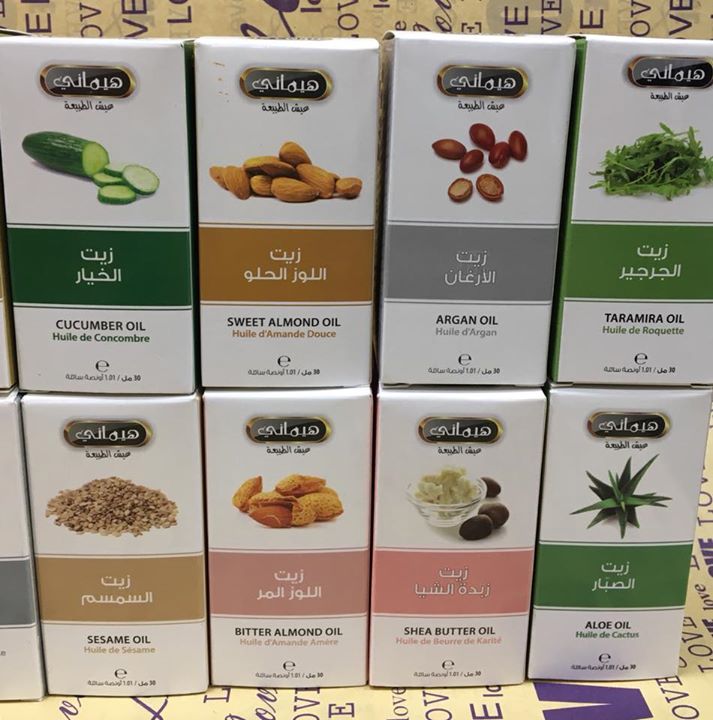 هيماني
عبق الطبيعة
زيت
الخيار
CUCUMBER OIL
Huile de Concombre
30 مل / 1.01 أونصة سائلة
هيماني
عبق الطبيعة
زيت
اللوز الحلو
SWEET ALMOND OIL
Huile d'Amande Douce
30 مل / 1.01 أونصة سائلة
هيماني
عبق الطبيعة
زيت
الأرغان
ARGAN OIL
Huile d'Argan
30 مل / 1.01 أونصة سائلة
هيماني
عبق الطبيعة
زيت
الجرجير
TARAMIRA OIL
Huile de Roquette
30 مل / 1.01 أونصة سائلة
هيماني
عبق الطبيعة
زيت
السمسم
SESAME OIL
Huile de Sésame
30 مل / 1.01 أونصة سائلة
هيماني
عبق الطبيعة
زيت
اللوز المر
BITTER ALMOND OIL
Huile d'Amande Amère
30 مل / 1.01 أونصة سائلة
هيماني
عبق الطبيعة
زيت
زبدة الشيا
SHEA BUTTER OIL
Huile de Beurre de Karité
30 مل / 1.01 أونصة سائلة
هيماني
عبق الطبيعة
زيت
الصبّار
ALOE OIL
Huile de Cactus
30 مل / 1.01 أونصة سائلة